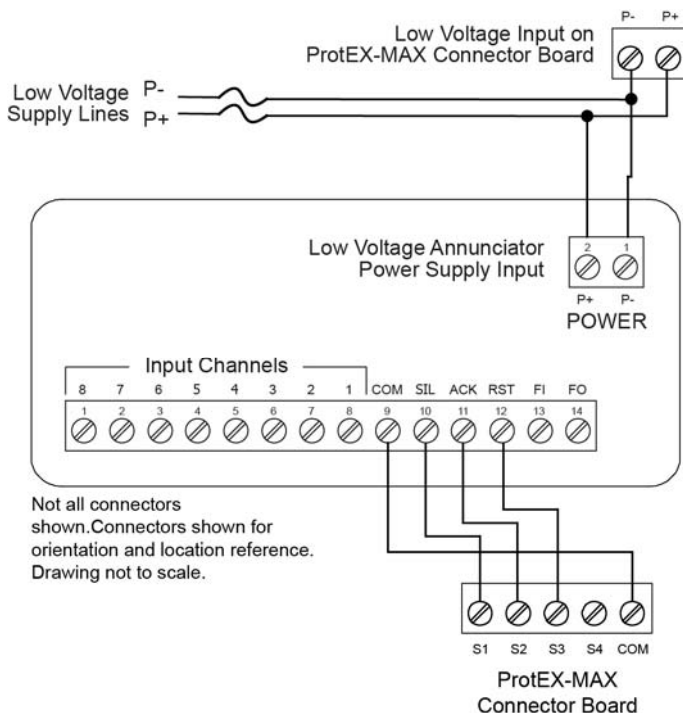 P- P+
Low Voltage Input on
ProtEX-MAX Connector Board
Low Voltage
Supply Lines
P-
P+
Low Voltage Annunciator
Power Supply Input
2 1
P+ P-
POWER
Input Channels
8 7 6 5 4 3 2 1 COM SIL ACK RST FI FO
1 2 3 4 5 6 7 8 9 10 11 12 13 14
Not all connectors
shown.Connectors shown for
orientation and location reference.
Drawing not to scale.
S1 S2 S3 S4 COM
ProtEX-MAX
Connector Board